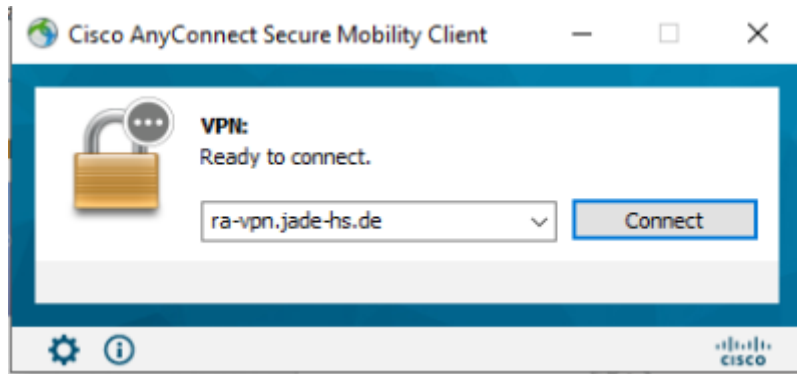 Cisco AnyConnect Secure Mobility Client
VPN:
Ready to connect.
ra-vpn.jade-hs.de
Connect
CISCO